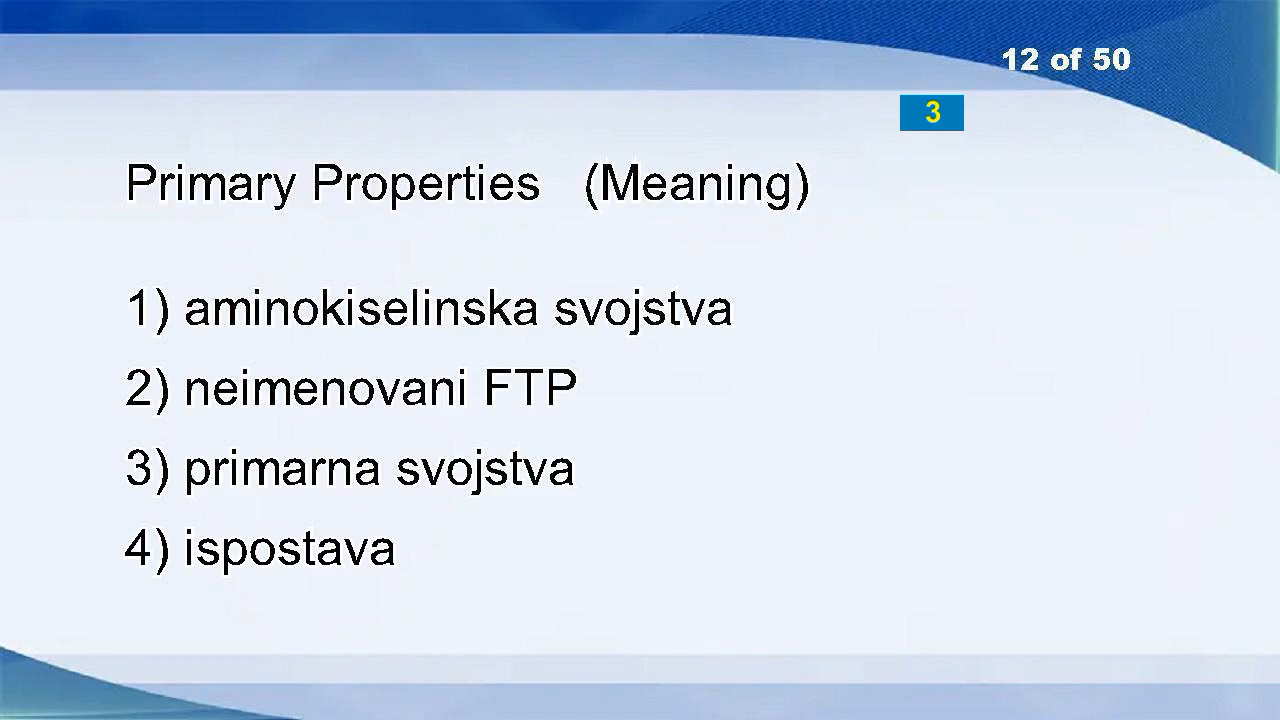 12 of 50
3
Primary Properties (Meaning)
1) aminokiselinska svojstva
2) neimenovani FTP
3) primarna svojstva
4) ispostava